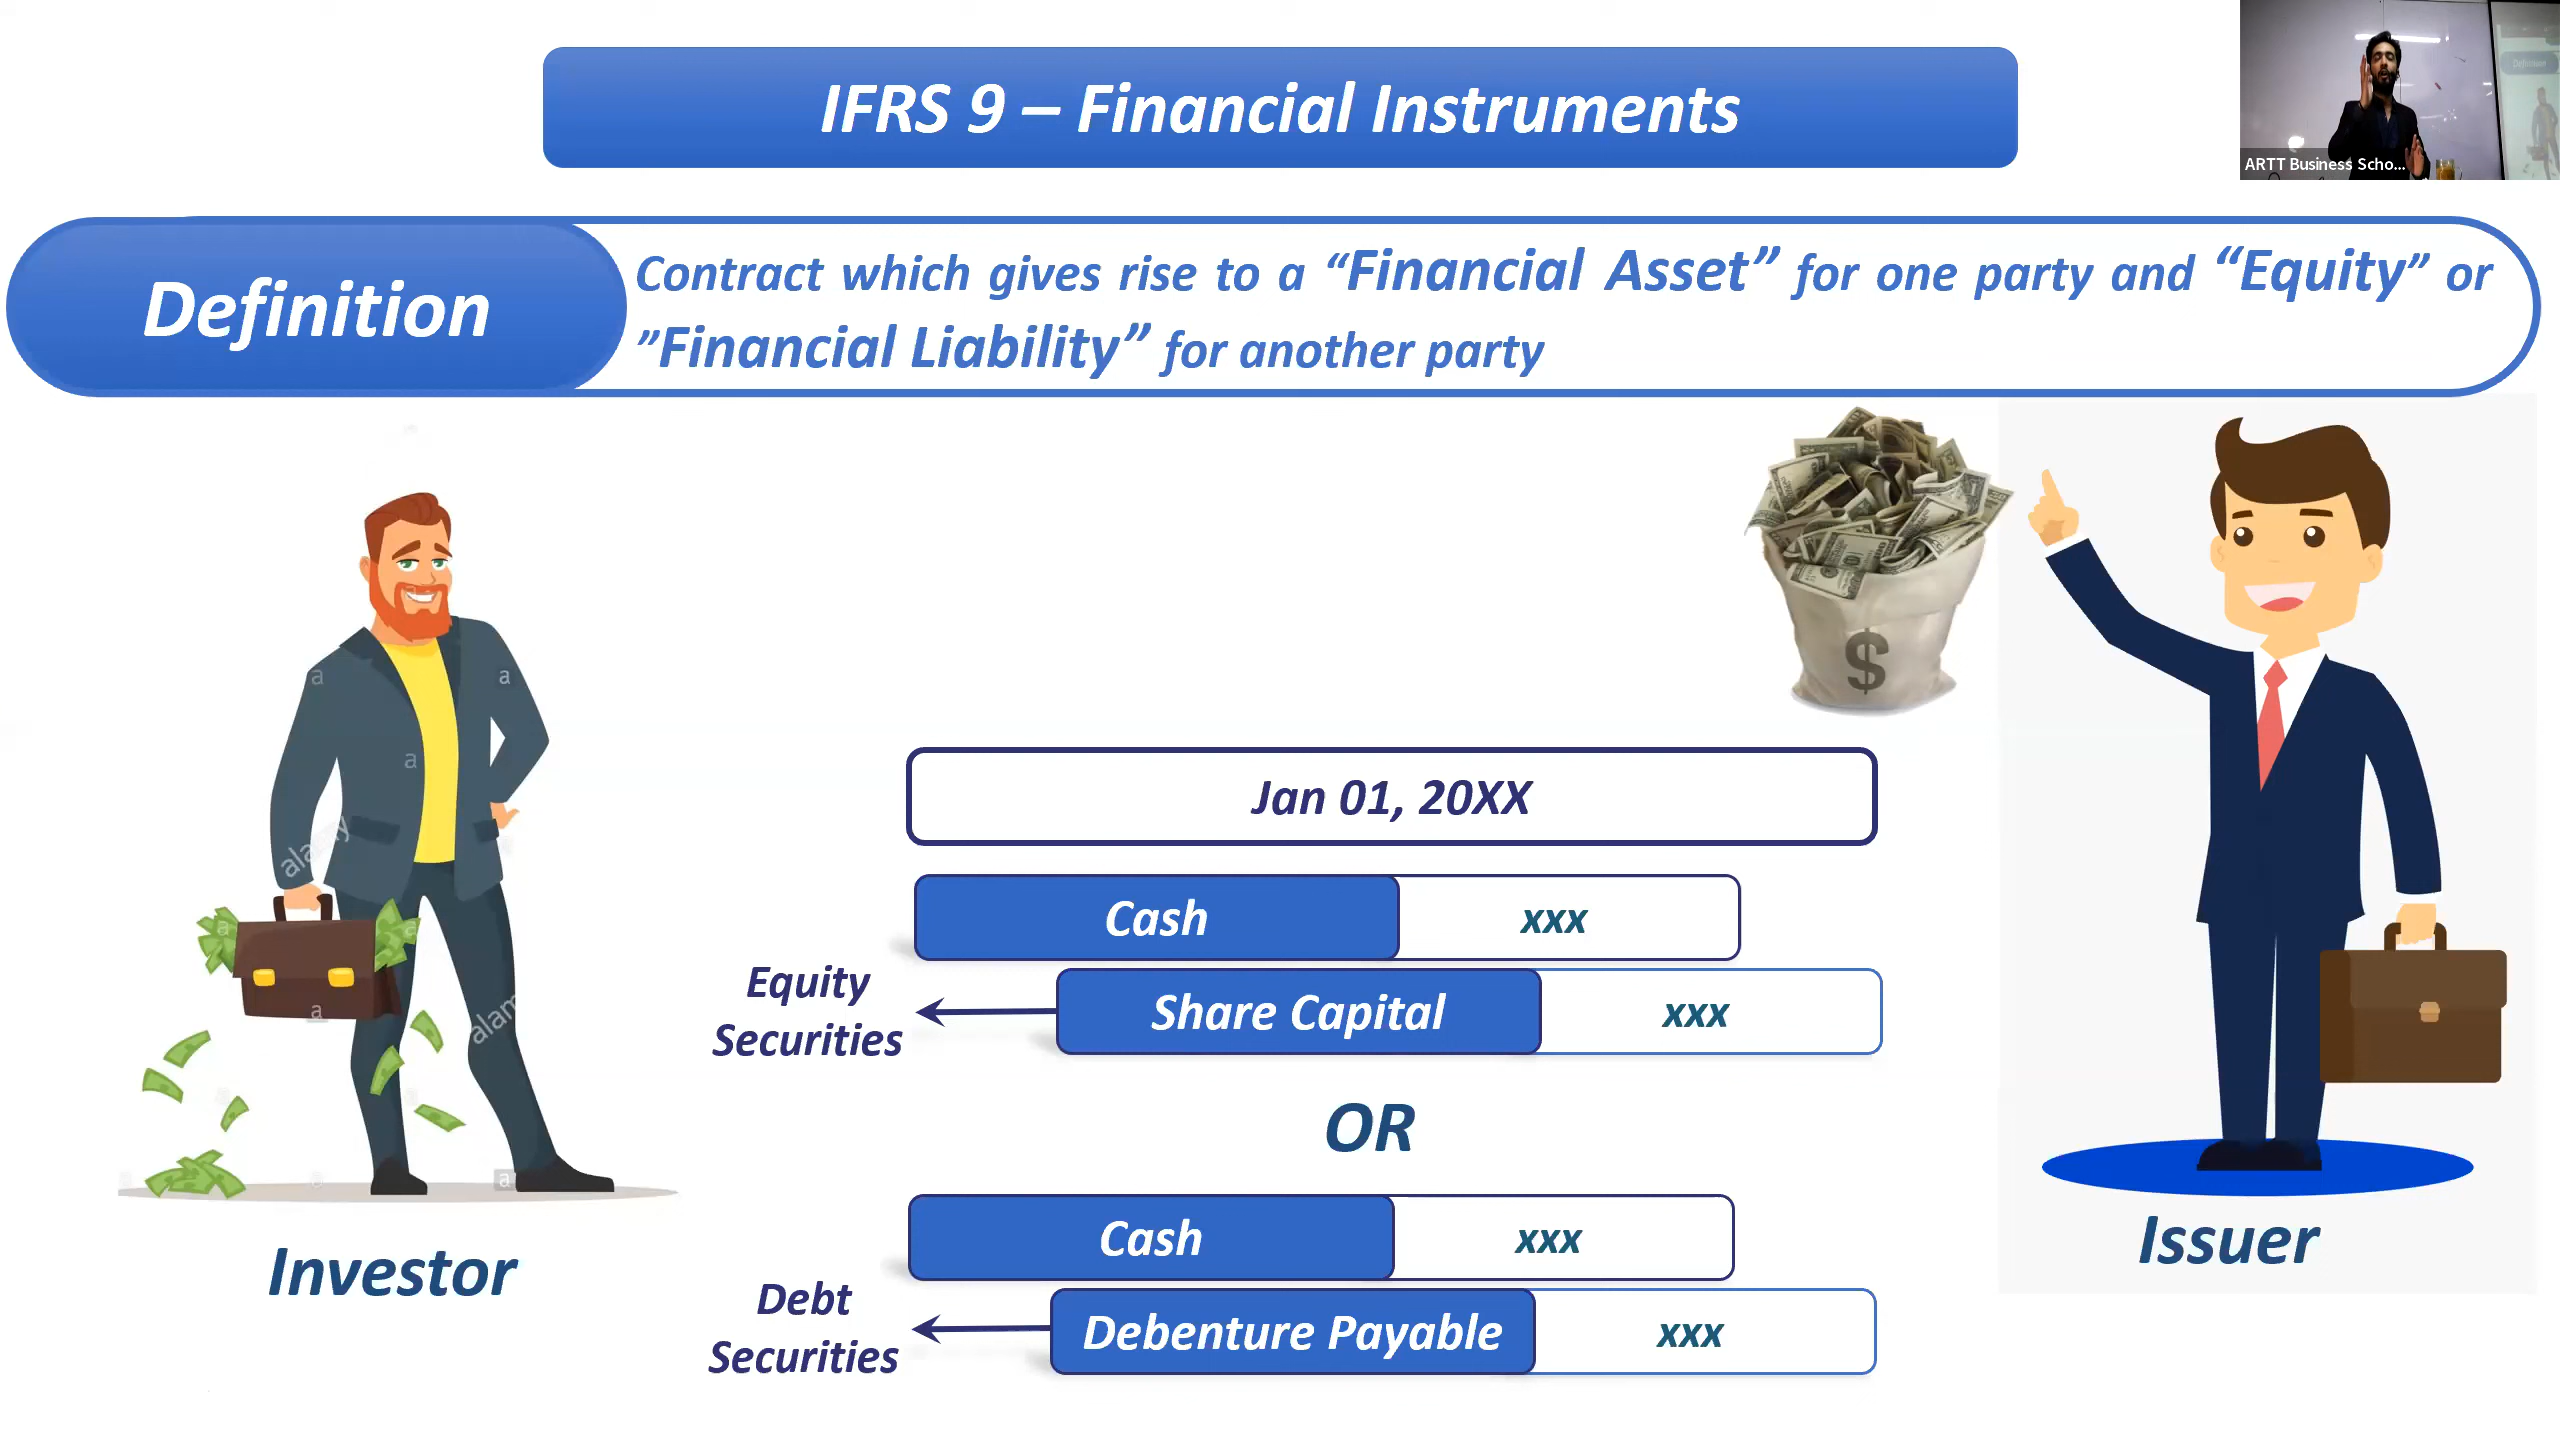 IFRS 9 – Financial Instruments
ARTT Business Scho...
Definition
Contract which gives rise to a “Financial Asset” for one party and “Equity” or
”Financial Liability” for another party
$
Jan 01, 20XX
Cash xxx
Equity
Securities
Share Capital xxx
OR
Cash xxx
Debt
Securities
Debenture Payable xxx
Investor
Issuer
alamy
alam
a
a
a
a
a